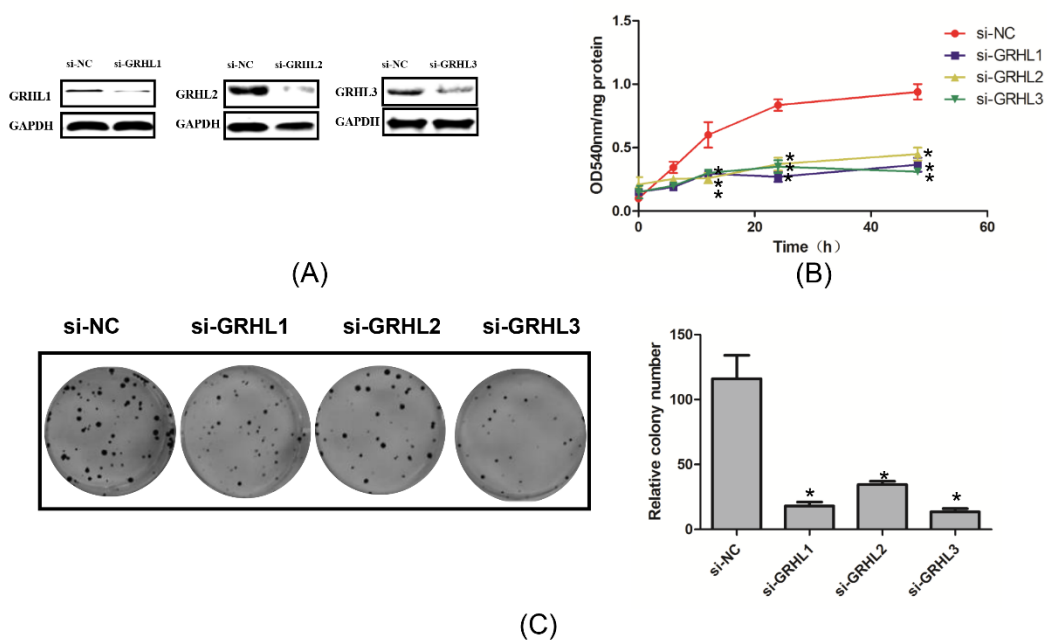 si-NC si-GRHL1
GRHL1
GAPDH
si-NC si-GRHL2
GRHL2
GAPDH
si-NC si-GRHL3
GRHL3
GAPDH
(A)
1.5
1.0
0.5
0.0
OD540nm/mg protein
0 20 40 60
Time（h）
si-NC
si-GRHL1
si-GRHL2
si-GRHL3
* * *
* * *
* * *
(B)
si-NC si-GRHL1 si-GRHL2 si-GRHL3
150
100
50
0
Relative colony number
* * *
si-NC si-GRHL1 si-GRHL2 si-GRHL3
(C)